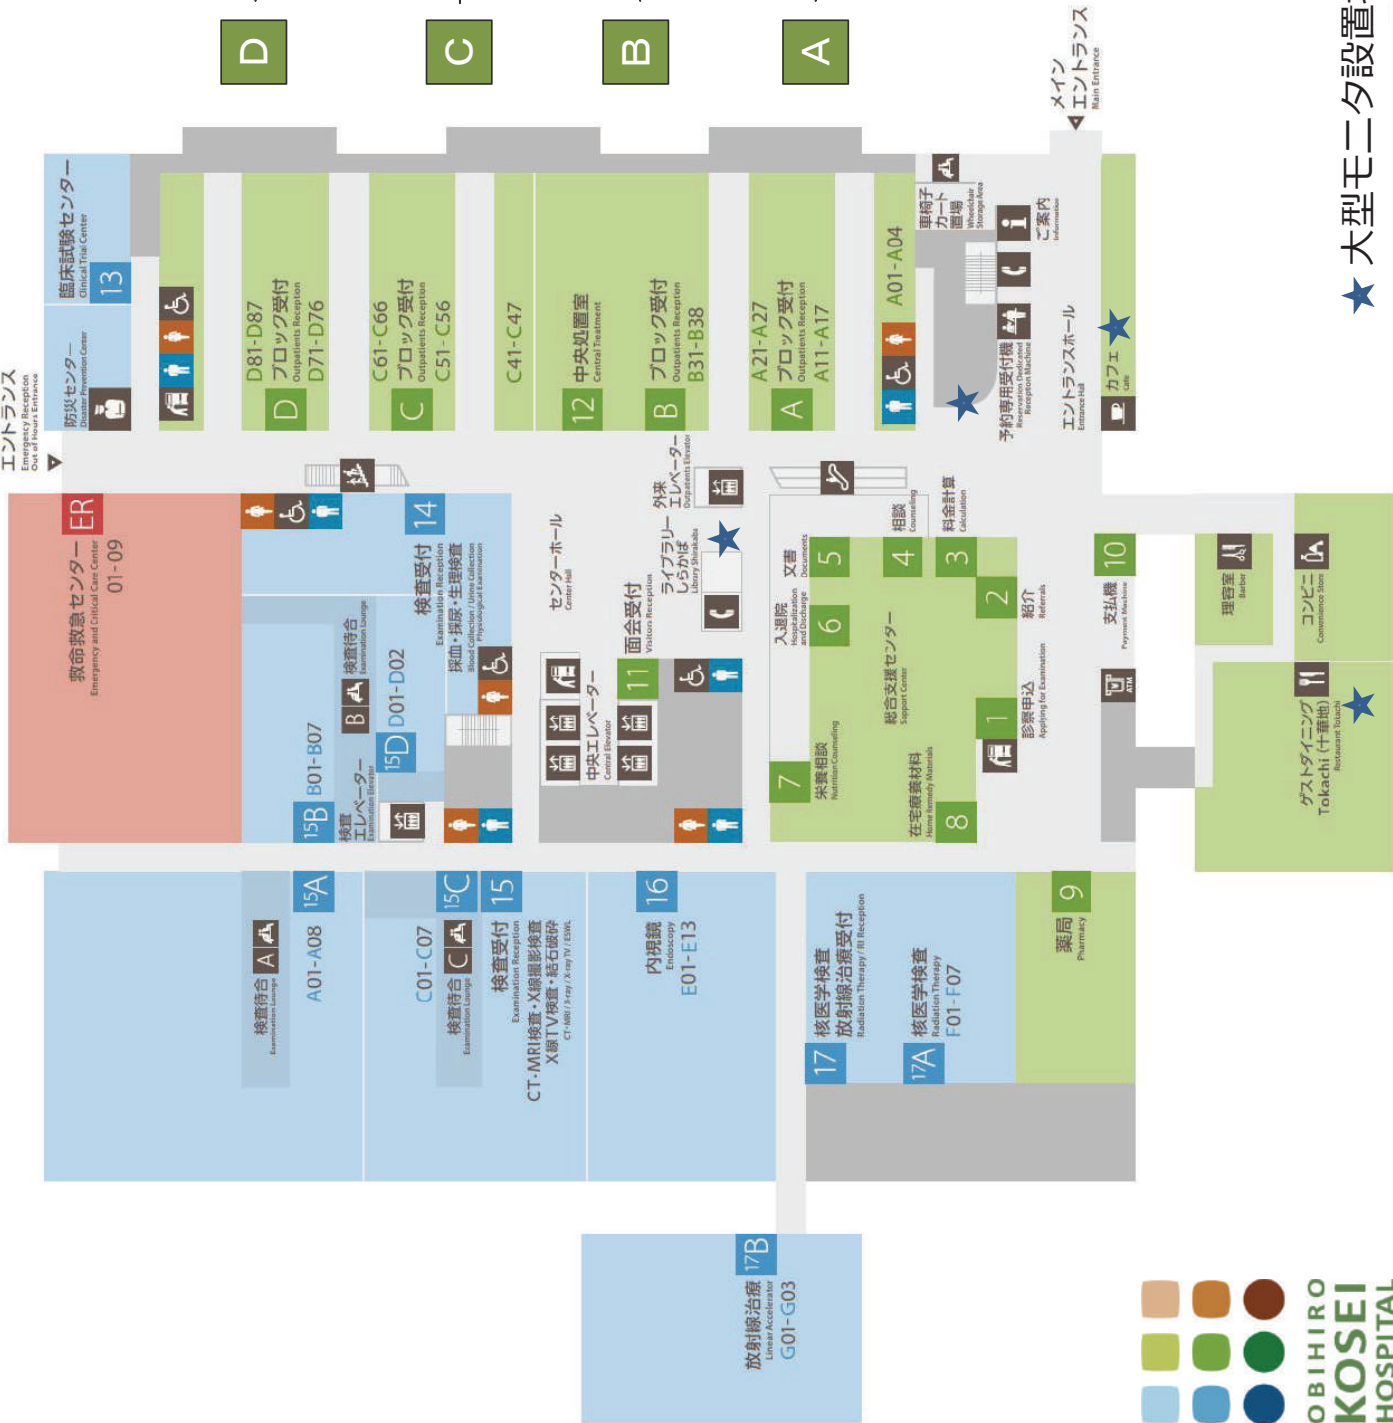 D
C
B
A
★大型モニタ設置
メイン
エントランス
Main Entrance
エントランス
Emergency Reception
Out of Hours Entrance
防災センター
Disaster Prevention Center
臨床試験センター
Clinical Trial Center
13
救命救急センター
Emergency and Critical Care Center
ER
01-09
D81-D87
D
ブロック受付
Outpatients Reception
D71-D76
C61-C66
C
ブロック受付
Outpatients Reception
C51-C56
C41-C47
12
中央処置室
Central Treatment
B
ブロック受付
Outpatients Reception
B31-B38
A21-A27
A
ブロック受付
Outpatients Reception
A11-A17
A01-A04
車椅子
カート
置場
Wheelchair
Storage Area
ご案内
Information
予約専用受付機
Reservation Dedicated
Reception Machine
エントランスホール
Entrance Hall
カフェ
Cafe
14
検査受付
Examination Reception
採血・採尿・生理検査
Blood Collection / Urine Collection
Physiological Examination
検査待合
Examination Lounge
B
15B
B01-B07
15D
D01-D02
検査
エレベーター
Examination Elevator
センターホール
Center Hall
中央エレベーター
Central Elevator
11
面会受付
Visitors Reception
ライブラリー
しらかば
Library Shirakaba
外来
エレベーター
Outpatients Elevator
文書
Documents
5
入退院
Hospitalization
and Discharge
6
相談
Counseling
4
料金計算
Calculation
3
2
紹介
Referrals
総合支援センター
Support Center
1
診察申込
Applying for Examination
7
栄養相談
Nutrition Counseling
在宅療養材料
Home Remedy Materials
8
10
支払機
Payment Machine
ATM
理容室
Barber
コンビニ
Convenience Store
ゲストダイニング
Tokachi (十華地)
Restaurant Tokachi
検査待合
Examination Lounge
A
15A
A01-A08
C01-C07
15C
検査待合
Examination Lounge
C
15
検査受付
Examination Reception
CT・MRI検査・X線撮影検査
X線TV検査・結石破砕
CT・MRI / X-ray / X-ray TV / ESWL
16
内視鏡
Endoscopy
E01-E13
17
核医学検査
放射線治療受付
Radiation Therapy / RI Reception
17A
核医学検査
Radiation Therapy
F01-F07
9
薬局
Pharmacy
17B
放射線治療
Linear Accelerator
G01-G03
OBIHIRO
KOSEI
HOSPITAL